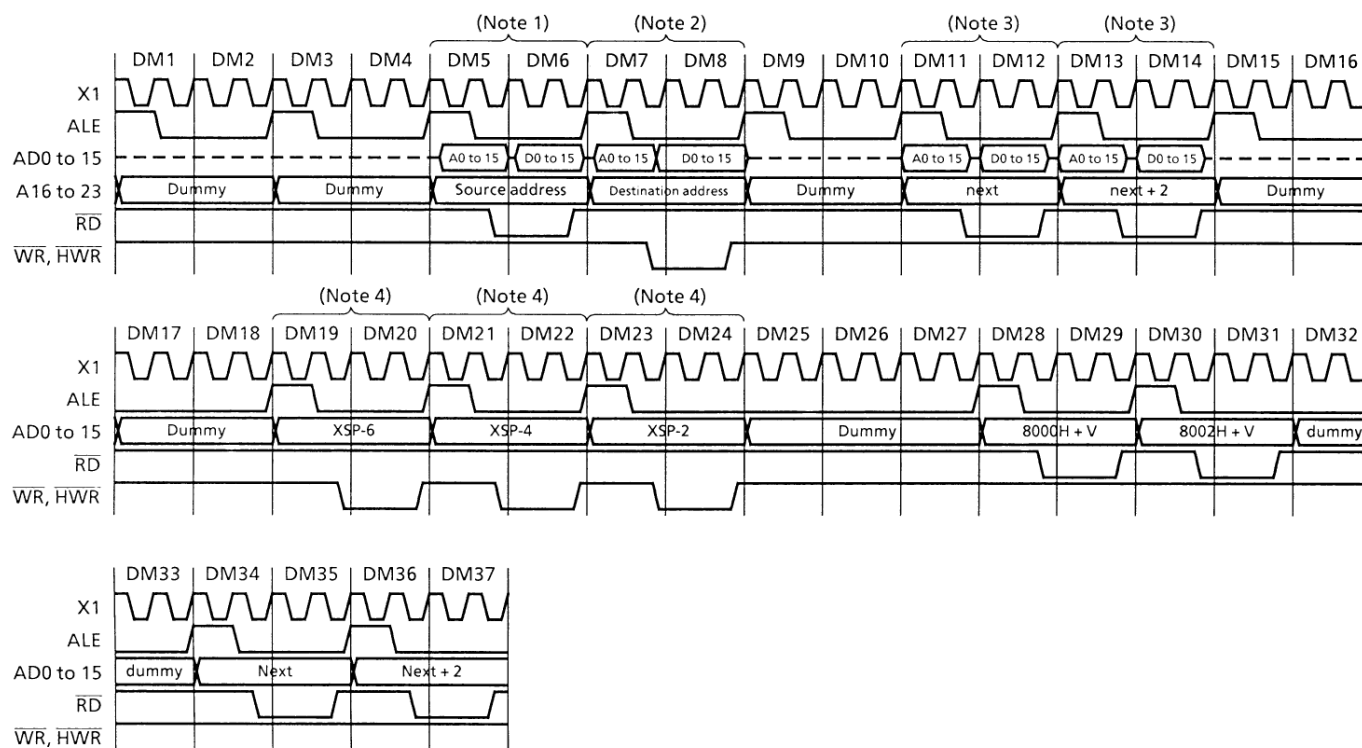 (Note 1) (Note 2) (Note 3) (Note 3)
DM1 DM2 DM3 DM4 DM5 DM6 DM7 DM8 DM9 DM10 DM11 DM12 DM13 DM14 DM15 DM16
X1
ALE
AD0 to 15 A0 to 15 D0 to 15 A0 to 15 D0 to 15 A0 to 15 D0 to 15 A0 to 15 D0 to 15
A16 to 23 Dummy Dummy Source address Destination address Dummy next next + 2 Dummy
RD
WR, HWR
(Note 4) (Note 4) (Note 4)
DM17 DM18 DM19 DM20 DM21 DM22 DM23 DM24 DM25 DM26 DM27 DM28 DM29 DM30 DM31 DM32
X1
ALE
AD0 to 15 Dummy XSP-6 XSP-4 XSP-2 Dummy 8000H + V 8002H + V dummy
RD
WR, HWR
DM33 DM34 DM35 DM36 DM37
X1
ALE
AD0 to 15 dummy Next Next + 2
RD
WR, HWR